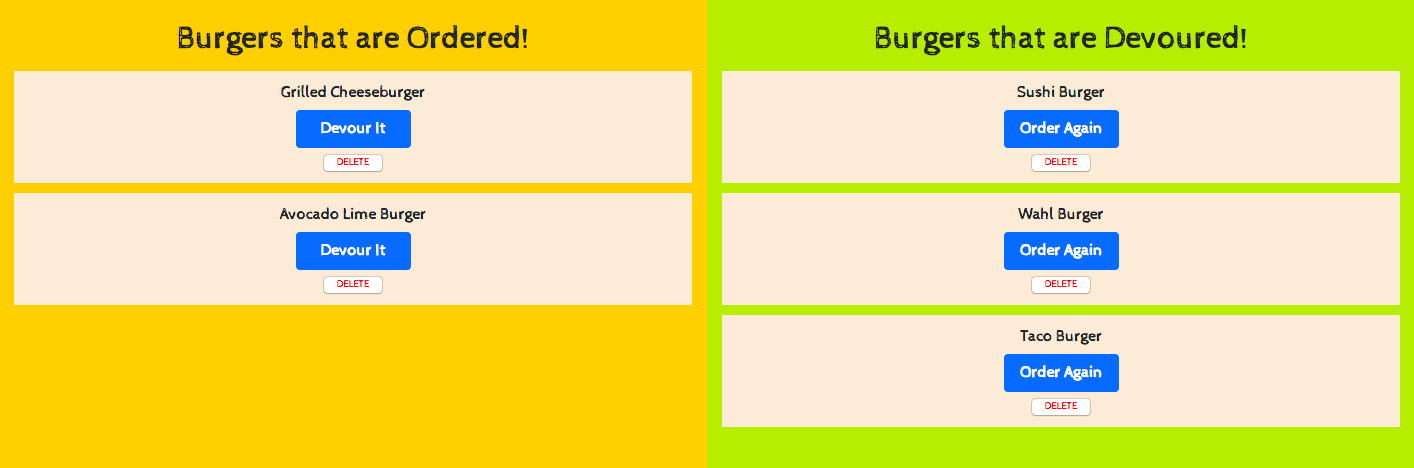 Burgers that are Ordered!
Grilled Cheeseburger
Devour It
DELETE
Avocado Lime Burger
Devour It
DELETE
Burgers that are Devoured!
Sushi Burger
Order Again
DELETE
Wahl Burger
Order Again
DELETE
Taco Burger
Order Again
DELETE